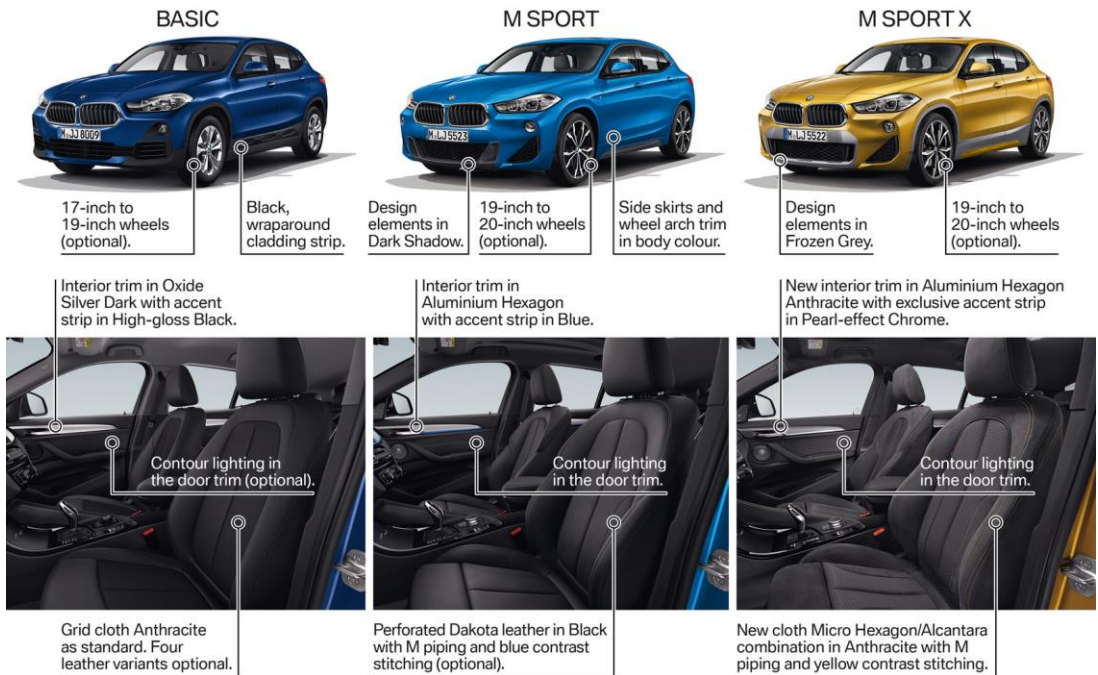 BASIC
M SPORT
M SPORT X
M JJ 8009
M LJ 5523
M LJ 5522
17-inch to
19-inch wheels
(optional).
Black,
wraparound
cladding strip.
Design
elements in
Dark Shadow.
19-inch to
20-inch wheels
(optional).
Side skirts and
wheel arch trim
in body colour.
Design
elements in
Frozen Grey.
19-inch to
20-inch wheels
(optional).
Interior trim in Oxide
Silver Dark with accent
strip in High-gloss Black.
Interior trim in
Aluminium Hexagon
with accent strip in Blue.
New interior trim in Aluminium Hexagon
Anthracite with exclusive accent strip
in Pearl-effect Chrome.
Contour lighting in
the door trim (optional).
Contour lighting
in the door trim.
Contour lighting
in the door trim.
Grid cloth Anthracite
as standard. Four
leather variants optional.
Perforated Dakota leather in Black
with M piping and blue contrast
stitching (optional).
New cloth Micro Hexagon/Alcantara
combination in Anthracite with M
piping and yellow contrast stitching.